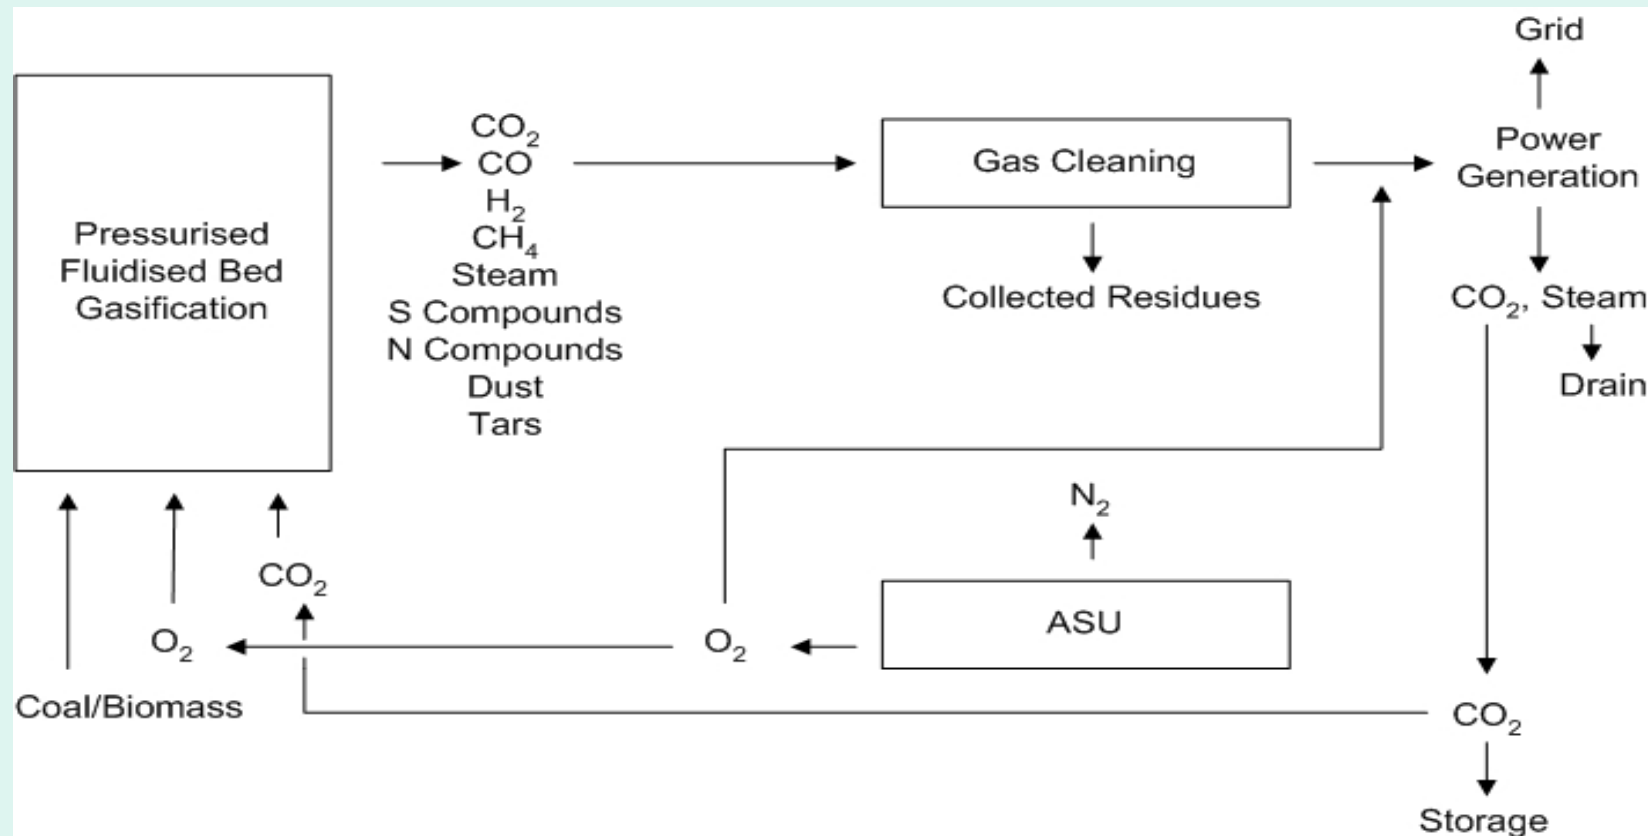 Grid
Power
Generation
CO₂
CO
H₂
CH₄
Steam
S Compounds
N Compounds
Dust
Tars
Gas Cleaning
Pressurised
Fluidised Bed
Gasification
Collected Residues
CO₂, Steam
Drain
N₂
CO₂
O₂
O₂
ASU
Coal/Biomass
CO₂
Storage